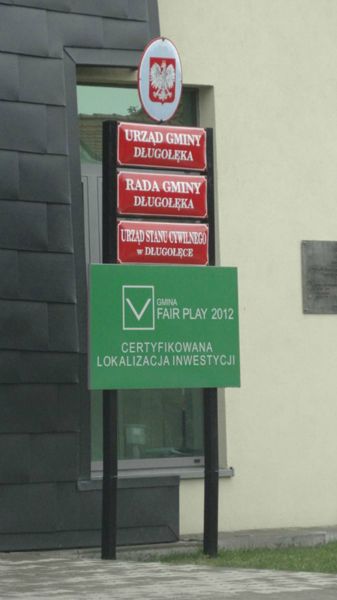 URZĄD GMINY
DŁUGOŁĘKA
RADA GMINY
DŁUGOŁĘKA
URZĄD STANU CYWILNEGO
w DŁUGOŁĘCE
GMINA
FAIR PLAY 2012
CERTYFIKOWANA
LOKALIZACJA INWESTYCJI